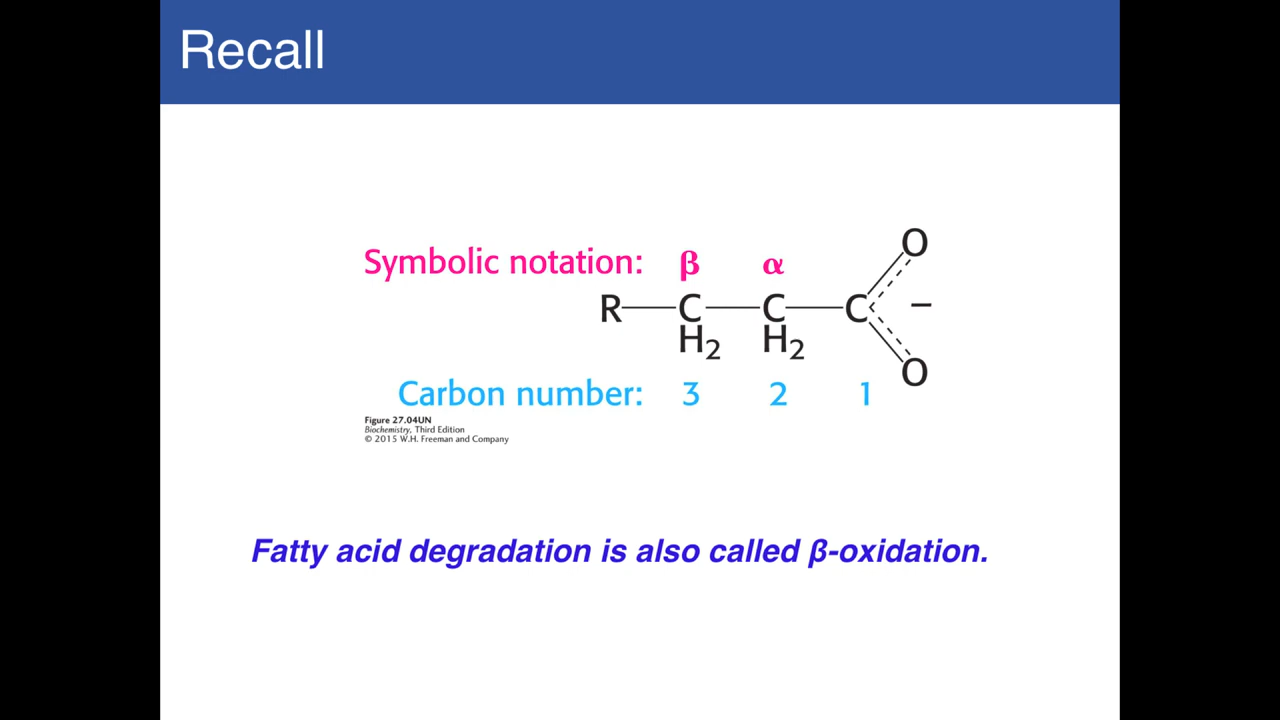 Recall
Symbolic notation: β α
O
R C C C −
H2 H2
O
Carbon number: 3 2 1
Figure 27.04UN
Biochemistry, Third Edition
© 2015 W.H. Freeman and Company
Fatty acid degradation is also called β-oxidation.